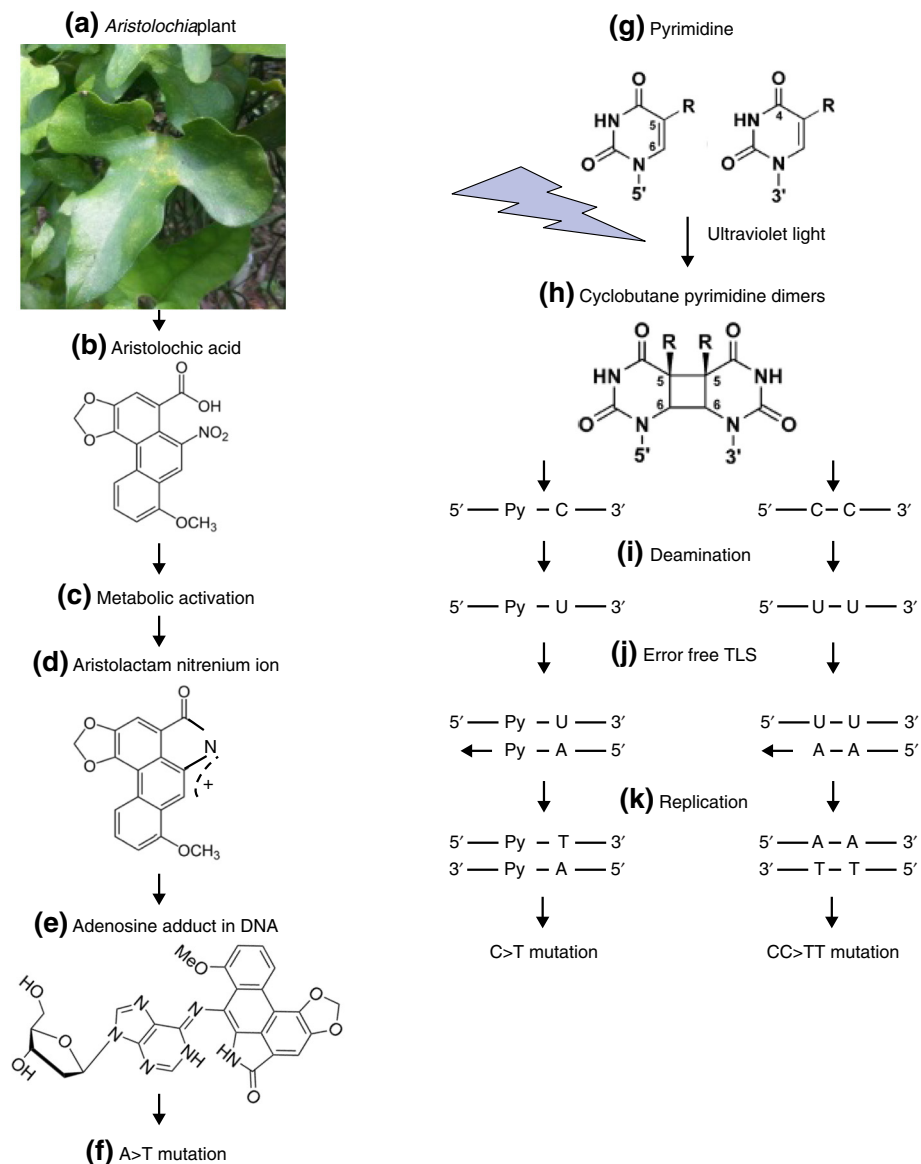 (a) Aristolochiaplant
(b) Aristolochic acid
O
OH
O
O
NO2
OCH3
(c) Metabolic activation
(d) Aristolactam nitrenium ion
O
O
O
N
+
OCH3
(e) Adenosine adduct in DNA
MeO
HO
O
OH
N
N
N
N
NH
N
HN
O
O
O
(f) A>T mutation
(g) Pyrimidine
O
R
HN
5
6
O
N
5'
O
4
R
HN
O
N
3'
Ultraviolet light
(h) Cyclobutane pyrimidine dimers
O R R O
HN 5 5 NH
O N 6 6 N O
5' 3'
5′ Py C 3′ 5′ C C 3′
(i) Deamination
5′ Py U 3′ 5′ U U 3′
(j) Error free TLS
5′ Py U 3′ 5′ U U 3′
Py A 5′ A A 5′
(k) Replication
5′ Py T 3′ 5′ A A 3′
3′ Py A 5′ 3′ T T 5′
C>T mutation CC>TT mutation